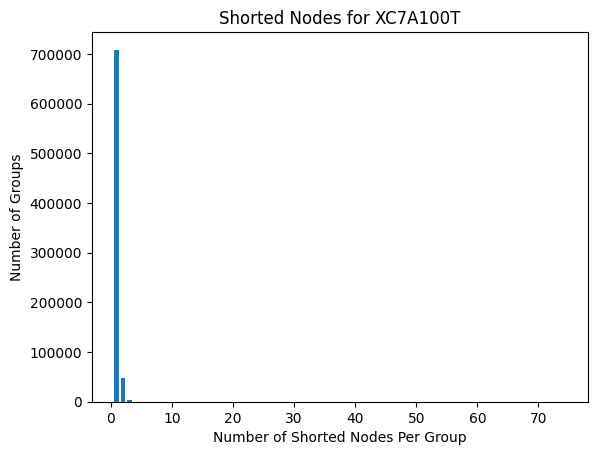 Shorted Nodes for XC7A100T
700000
600000
500000
400000
300000
200000
100000
0
Number of Groups
0 10 20 30 40 50 60 70
Number of Shorted Nodes Per Group